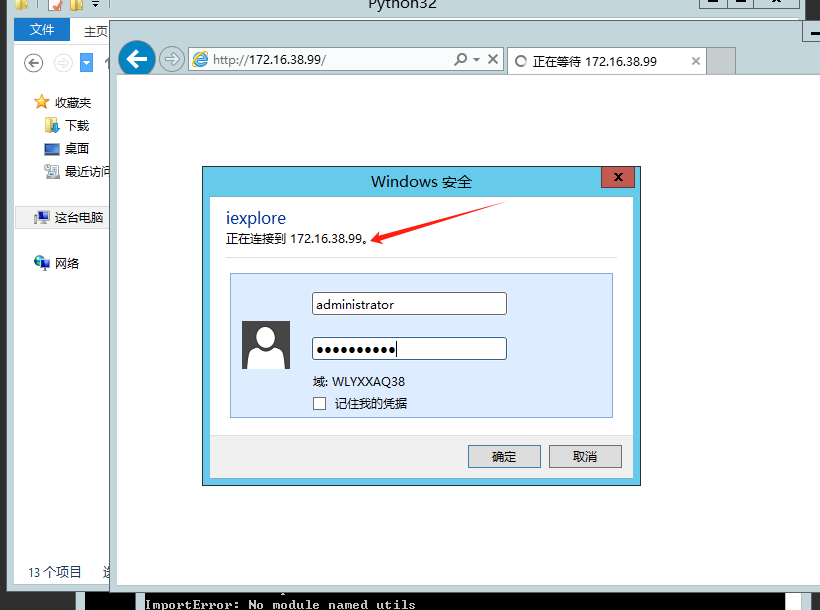 Python32
文件
主页
http://172.16.38.99/
正在等待 172.16.38.99
收藏夹
下载
桌面
最近访问
这台电脑
网络
Windows 安全
iexplore
正在连接到 172.16.38.99。
administrator
域: WLYXXAQ38
记住我的凭据
确定
取消
13 个项目
ImportError: No module named utils